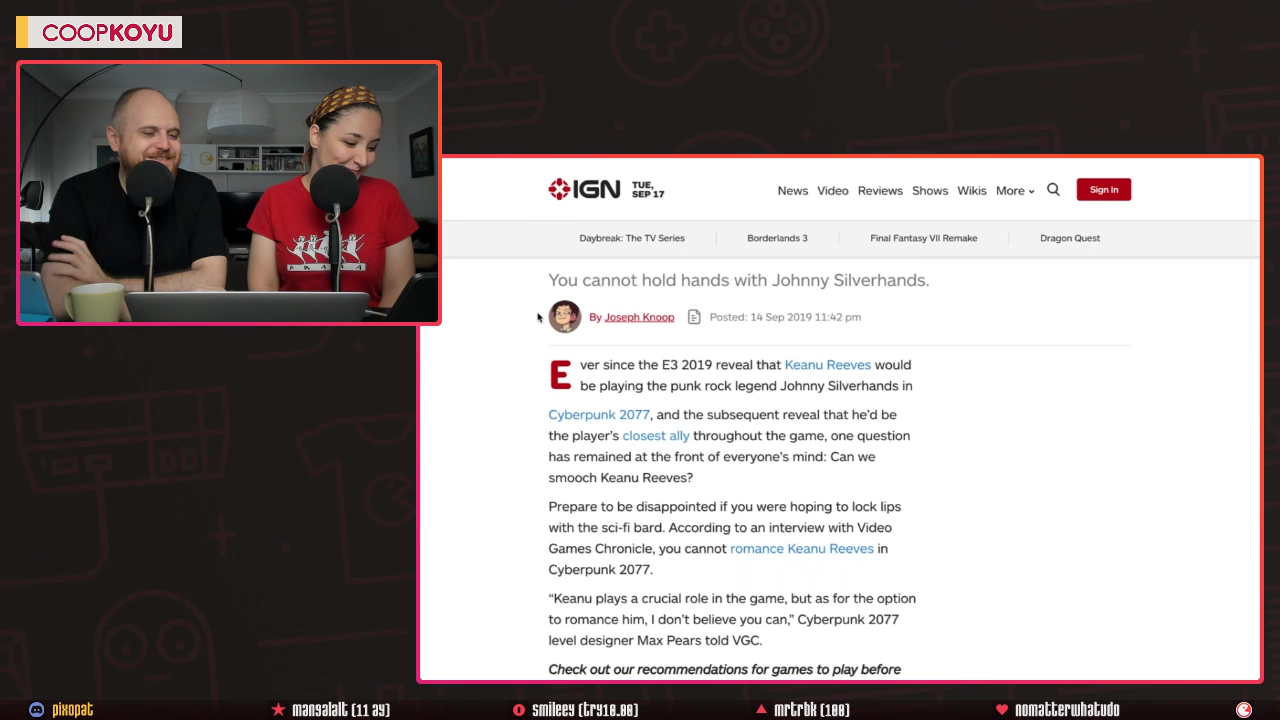 COOPKOYU
PRAXA
IGN TUE, SEP 17
News Video Reviews Shows Wikis More Sign In
Daybreak: The TV Series Borderlands 3 Final Fantasy VII Remake Dragon Quest
You cannot hold hands with Johnny Silverhands.
By Joseph Knoop Posted: 14 Sep 2019 11:42 pm
Ever since the E3 2019 reveal that Keanu Reeves would
be playing the punk rock legend Johnny Silverhands in
Cyberpunk 2077, and the subsequent reveal that he’d be
the player’s closest ally throughout the game, one question
has remained at the front of everyone’s mind: Can we
smooch Keanu Reeves?
Prepare to be disappointed if you were hoping to lock lips
with the sci-fi bard. According to an interview with Video
Games Chronicle, you cannot romance Keanu Reeves in
Cyberpunk 2077.
“Keanu plays a crucial role in the game, but as for the option
to romance him, I don’t believe you can,” Cyberpunk 2077
level designer Max Pears told VGC.
Check out our recommendations for games to play before
pixopat mangalalt (11 ay) smileey (try10.00) mrtrbk (100) nomatterwhatudo